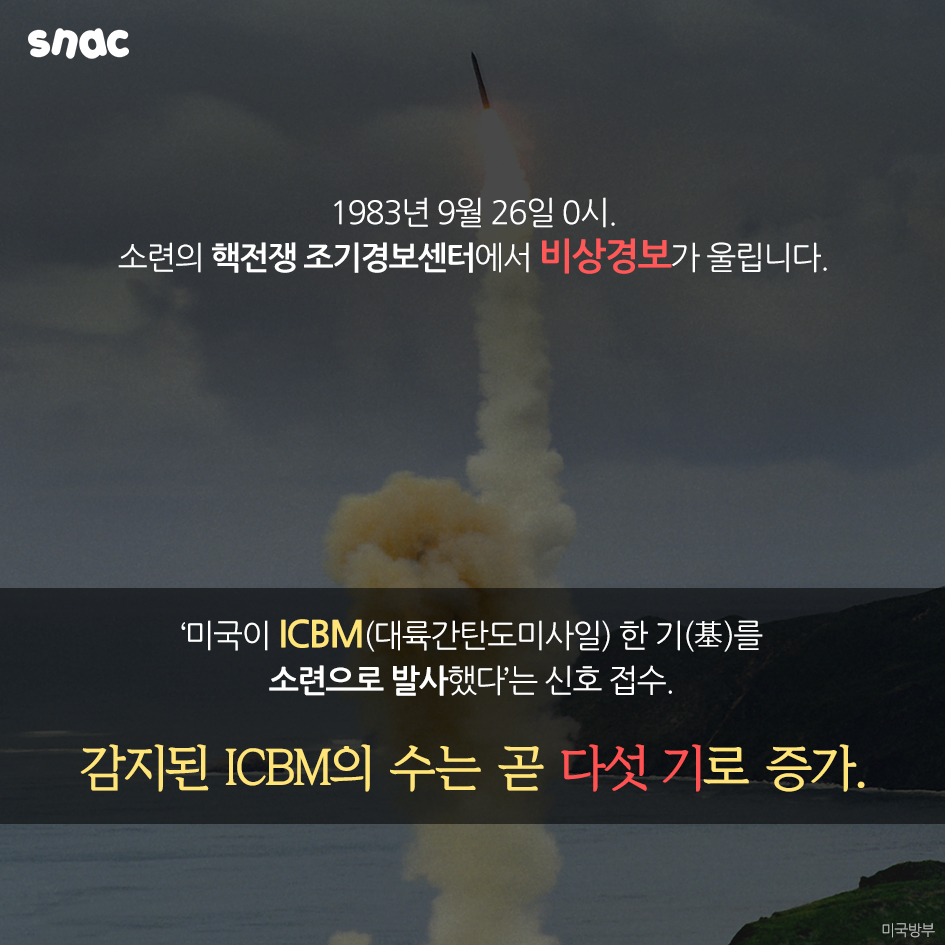 snac
1983년 9월 26일 0시.
소련의 핵전쟁 조기경보센터에서 비상경보가 울립니다.
‘미국이 ICBM(대륙간탄도미사일) 한 기(基)를
소련으로 발사했다’는 신호 접수.
감지된 ICBM의 수는 곧 다섯 기로 증가.
미국방부